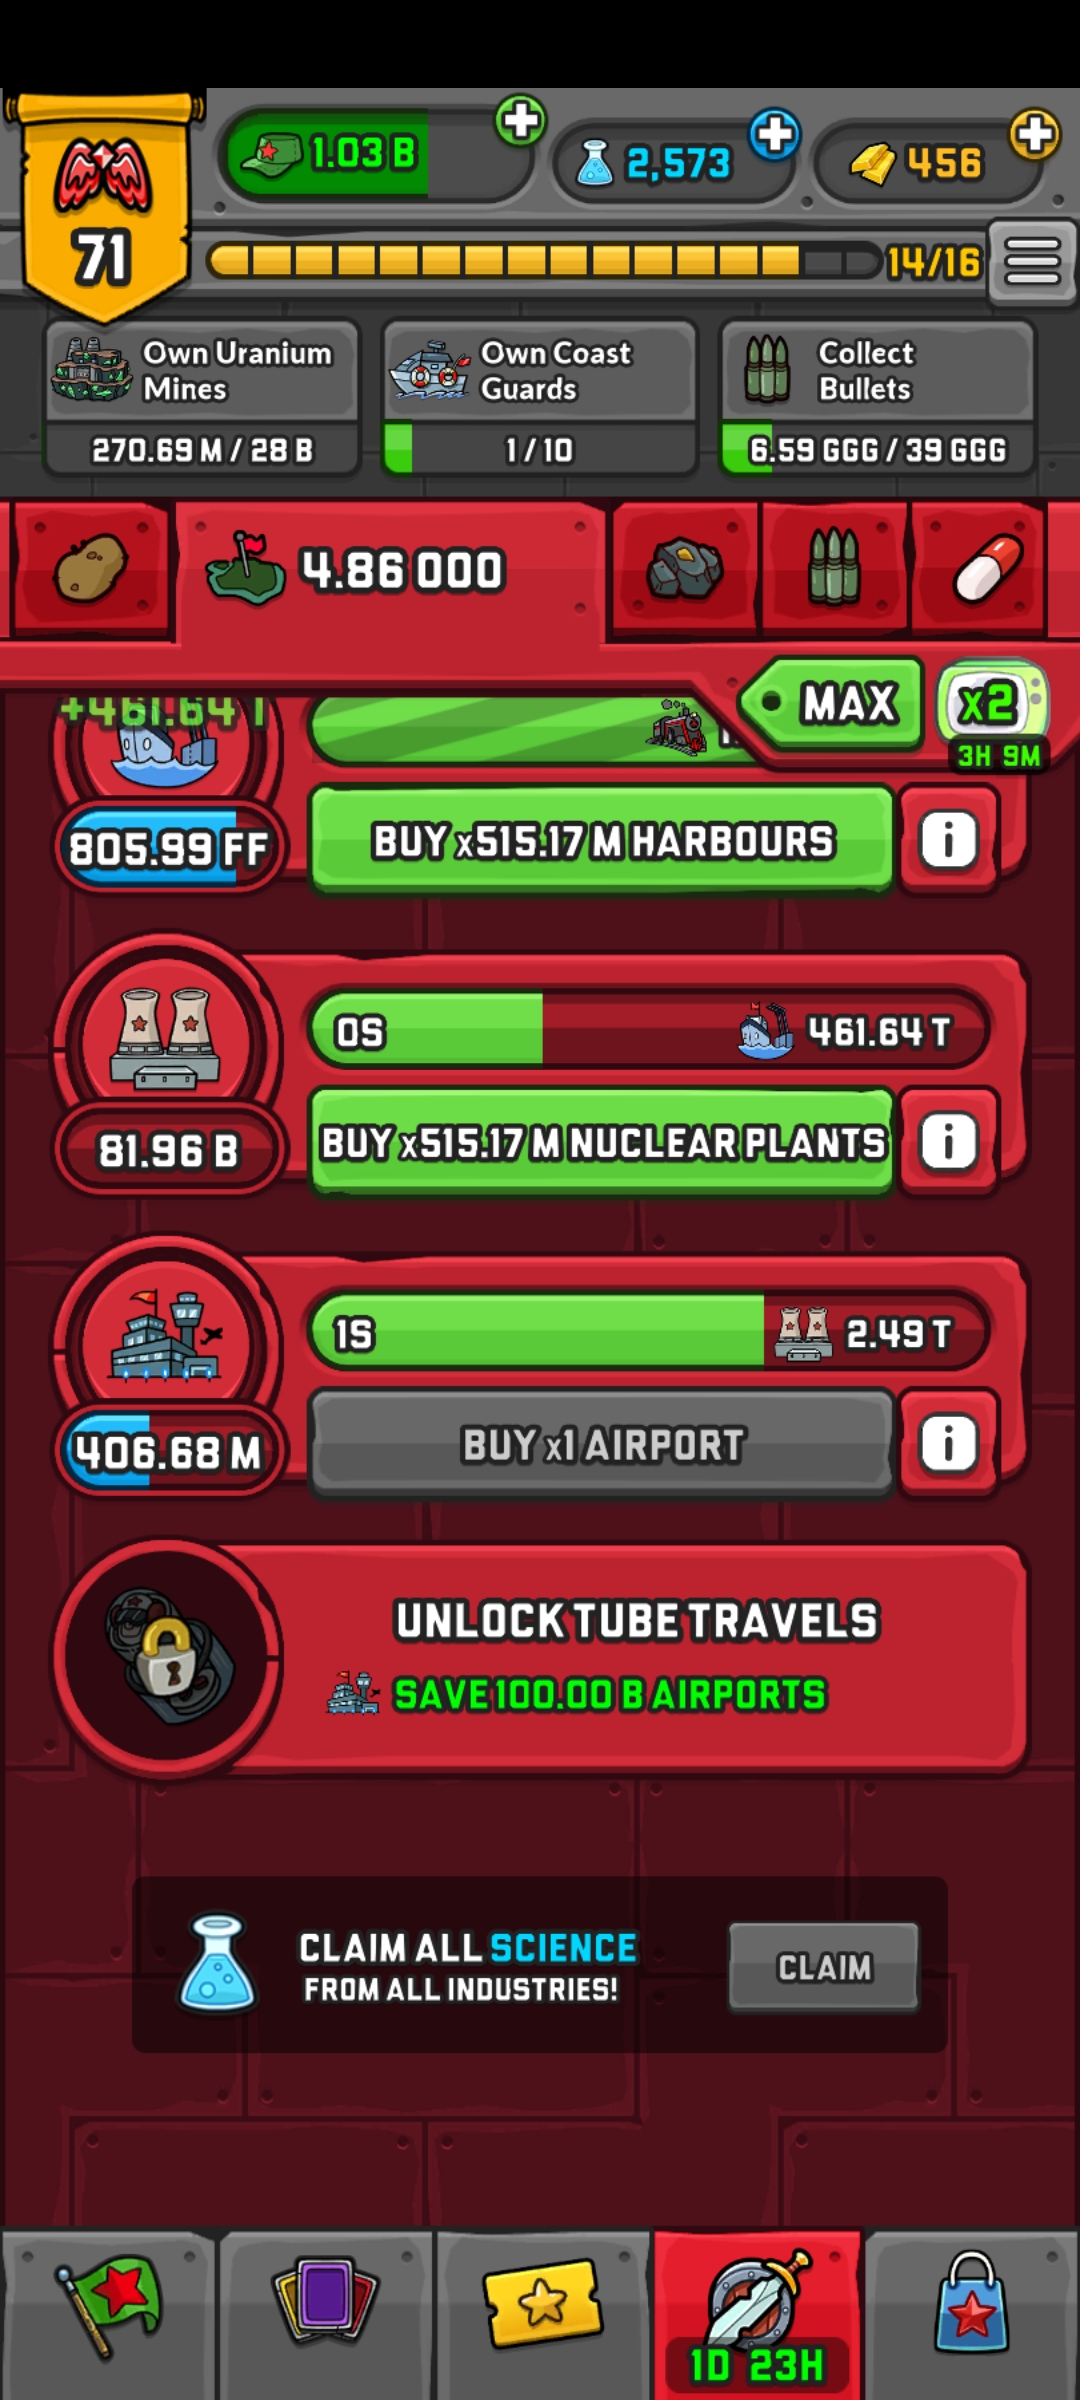 1.03 B
2,573
456
71
14/16
Own Uranium
Mines
270.69 M / 28 B
Own Coast
Guards
1 / 10
Collect
Bullets
6.59 GGG / 39 GGG
4.86 OOO
MAX
x2
3H 9M
+461.64 T
805.99 FF
BUY x515.17 M HARBOURS
i
0S
461.64 T
81.96 B
BUY x515.17 M NUCLEAR PLANTS
i
1S
2.49 T
406.68 M
BUY x1 AIRPORT
i
UNLOCK TUBE TRAVELS
SAVE 100.00 B AIRPORTS
CLAIM ALL SCIENCE
FROM ALL INDUSTRIES!
CLAIM
1D 23H